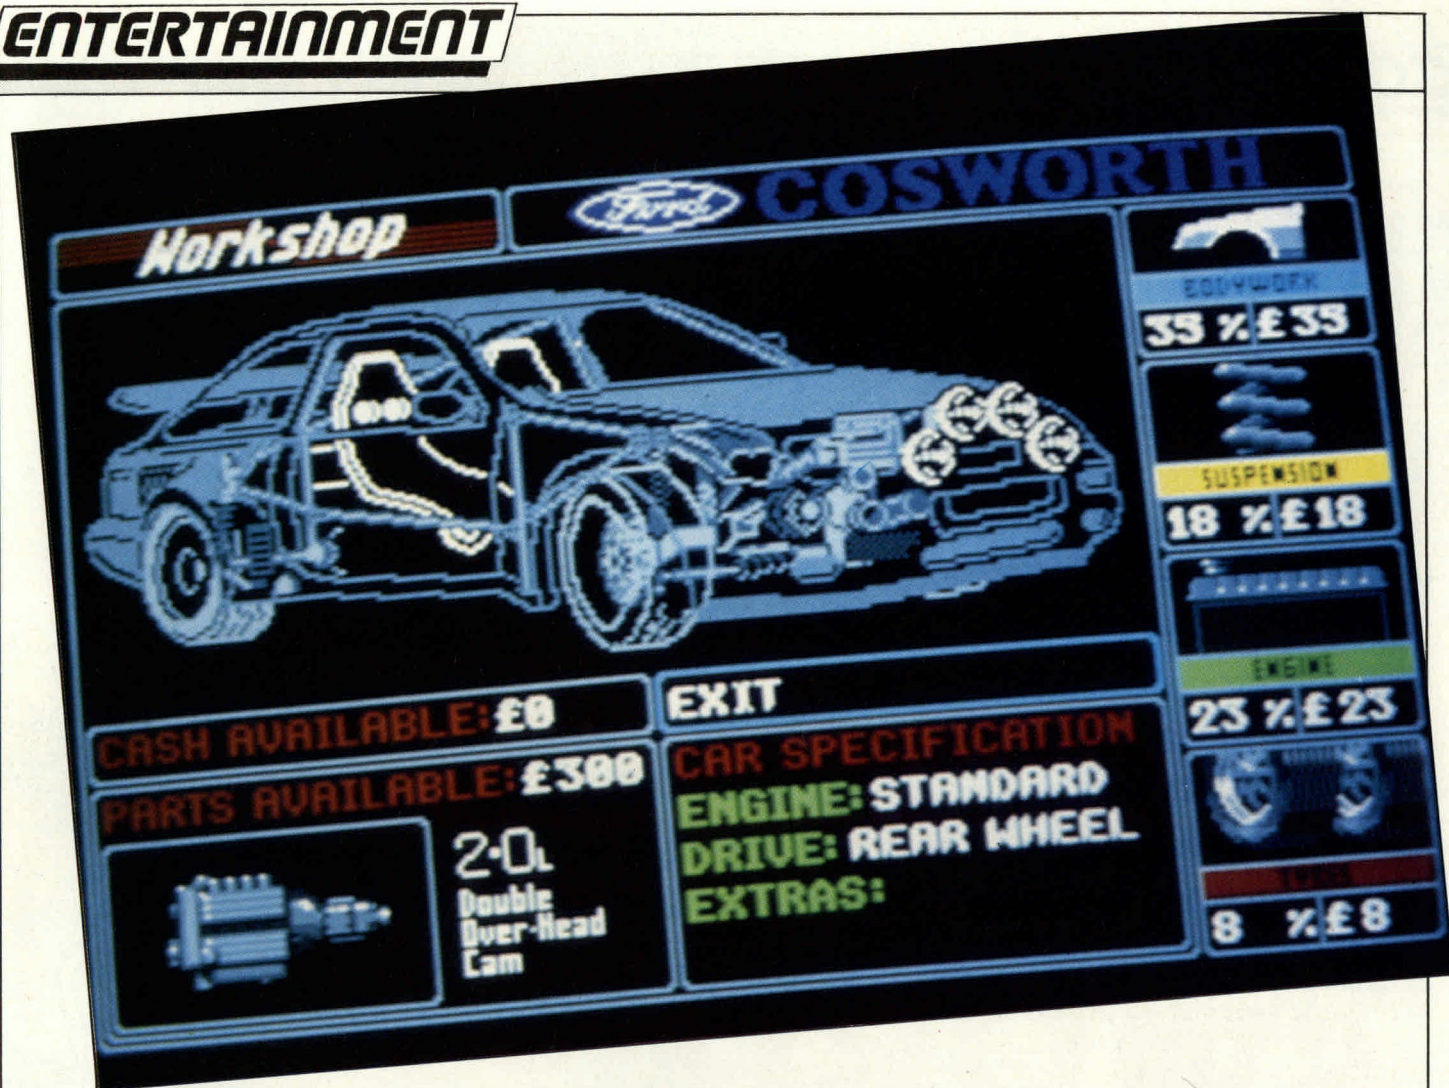 ENTERTAINMENT
Workshop
Ford COSWORTH
BODYWORK
35 % £35
SUSPENSION
18 % £18
ENGINE
23 % £23
TYRES
8 % £8
CASH AVAILABLE: £0
PARTS AVAILABLE: £300
2.0L
Double
Over-Head
Cam
EXIT
CAR SPECIFICATION
ENGINE: STANDARD
DRIVE: REAR WHEEL
EXTRAS: